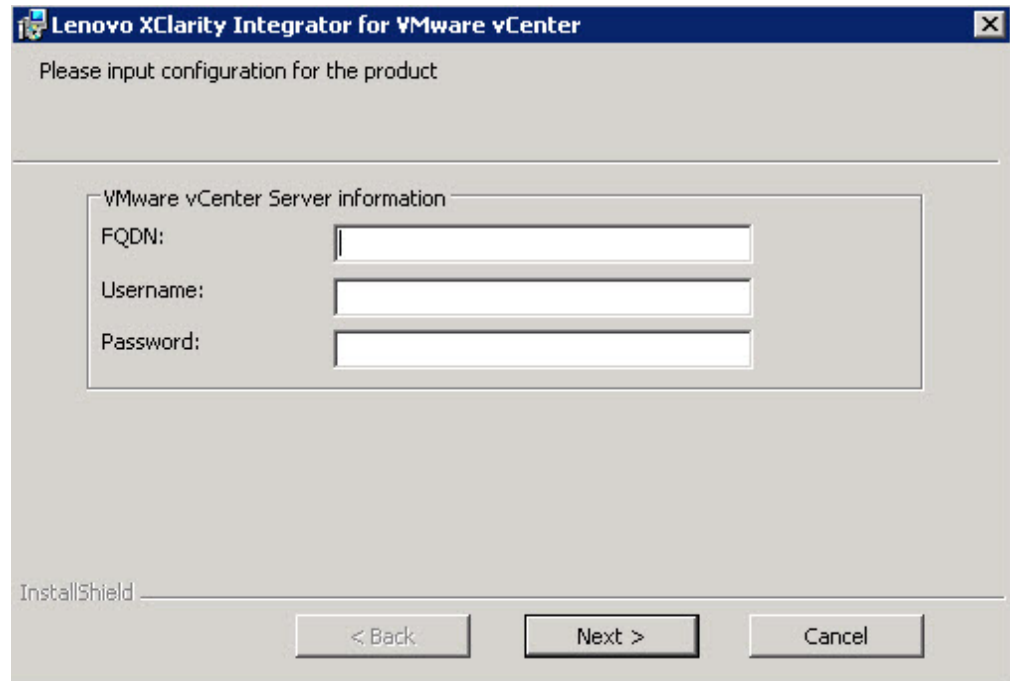 Lenovo XClarity Integrator for VMware vCenter
Please input configuration for the product
VMware vCenter Server information
FQDN:
Username:
Password:
InstallShield
< Back
Next >
Cancel